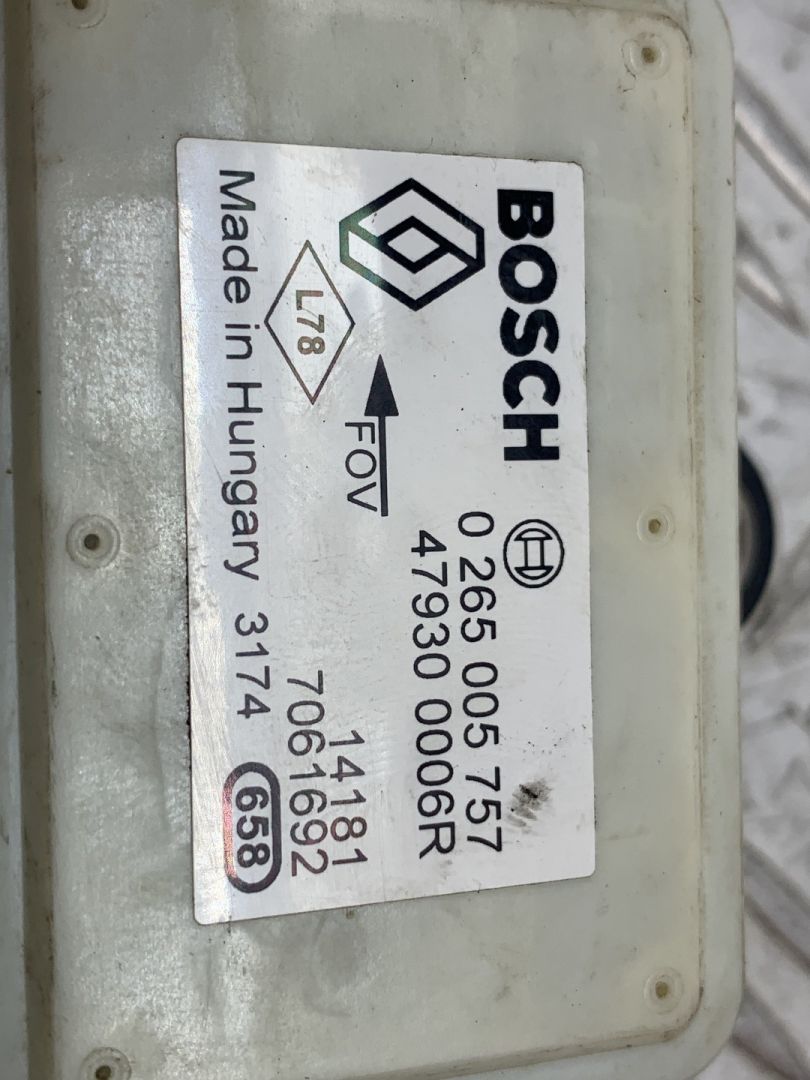 BOSCH
0 265 005 757
47930 0006R
FOV
14181
L78
7061692
Made in Hungary 3174 658